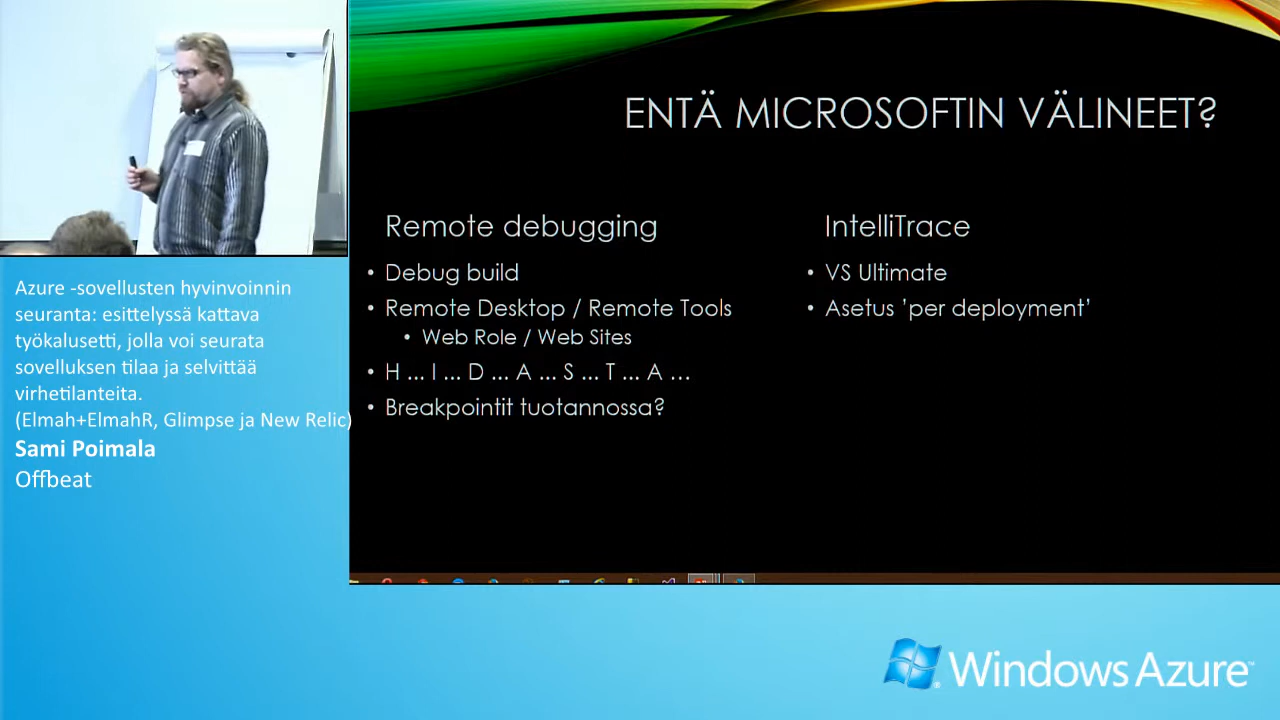 ENTÄ MICROSOFTIN VÄLINEET?
Remote debugging
• Debug build
• Remote Desktop / Remote Tools
• Web Role / Web Sites
• H ... I ... D ... A ... S ... T ... A ...
• Breakpointit tuotannossa?
IntelliTrace
• VS Ultimate
• Asetus ’per deployment’
Azure -sovellusten hyvinvoinnin
seuranta: esittelyssä kattava
työkalusetti, jolla voi seurata
sovelluksen tilaa ja selvittää
virhetilanteita.
(Elmah+ElmahR, Glimpse ja New Relic)
Sami Poimala
Offbeat
Windows Azure™